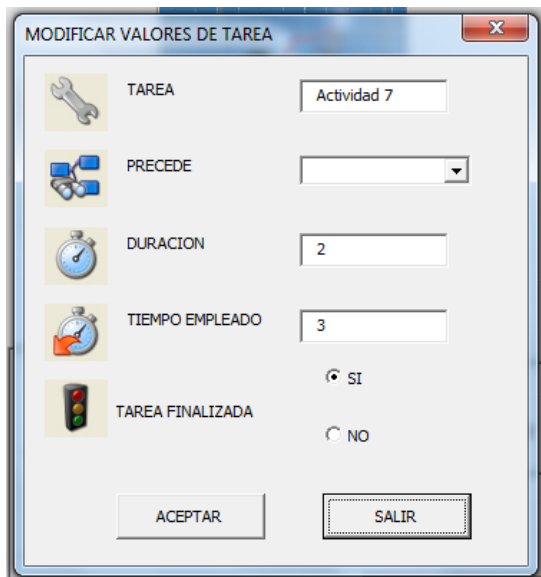 MODIFICAR VALORES DE TAREA
TAREA
Actividad 7
PRECEDE
DURACION
2
TIEMPO EMPLEADO
3
SI
TAREA FINALIZADA
NO
ACEPTAR
SALIR